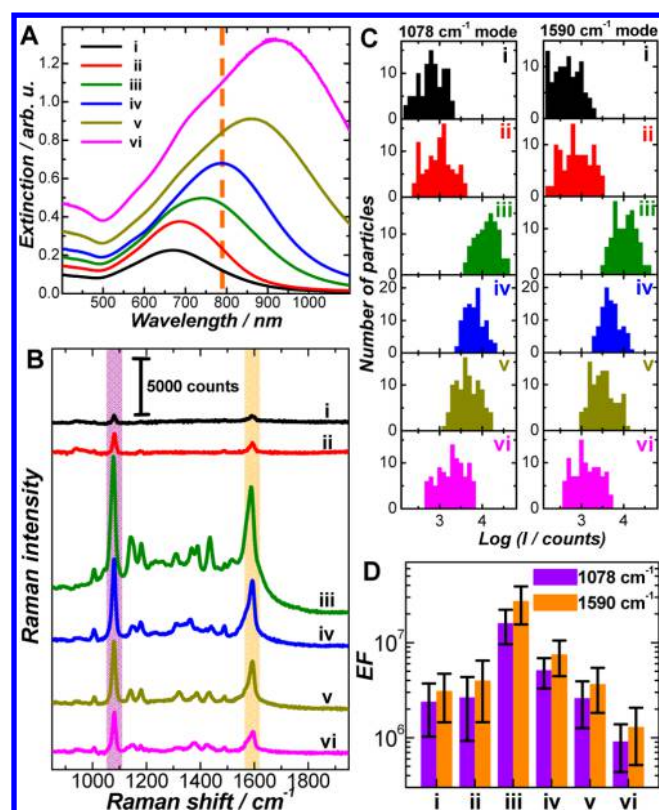 A
i
ii
iii
iv
v
vi
Extinction / arb. u.
1.2
1.0
0.8
0.6
0.4
0.2
0.0
500 600 700 800 900 1000
Wavelength / nm
B
5000 counts
i
ii
iii
iv
v
vi
Raman intensity
1000 1200 1400 1600 1800
Raman shift / cm⁻¹
C
1078 cm⁻¹ mode 1590 cm⁻¹ mode
Number of particles
10
0
i i
10
5
0
ii ii
10
5
0
10
0
iii iii
20
10
0
20
10
0
iv iv
10
0
10
0
v v
10
0
10
0
vi vi
3 4 3 4
Log (I / counts)
D
1078 cm⁻¹
1590 cm⁻¹
EF
10⁷
10⁶
i ii iii iv v vi